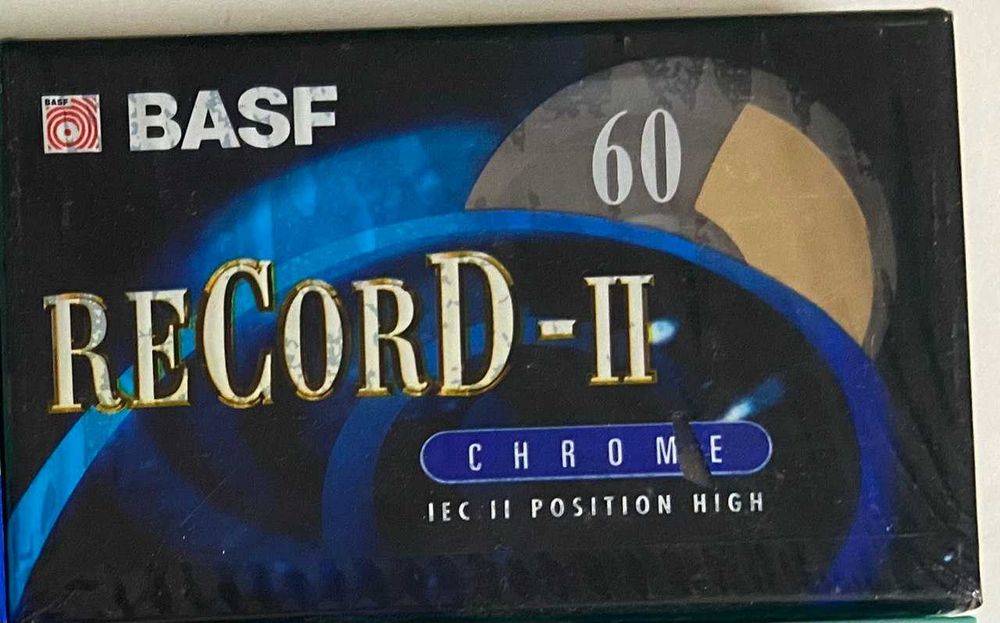 BASF
BASF
60
RECORD-II
CHROME
IEC II POSITION HIGH